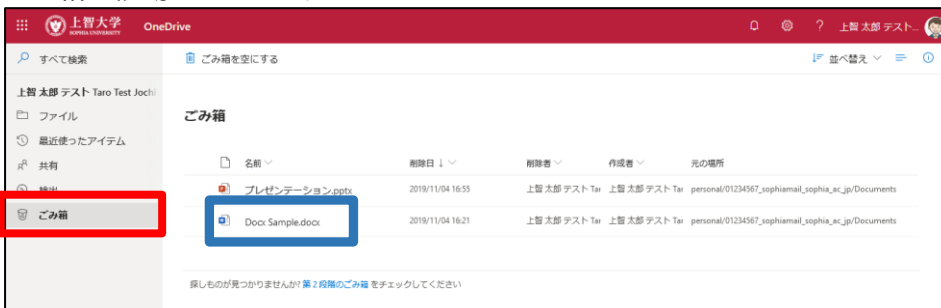 上智大学
SOPHIA UNIVERSITY
OneDrive
? 上智 太郎 テスト...
すべて検索
ごみ箱を空にする
並べ替え
上智 太郎 テスト Taro Test Jochi
ファイル
ごみ箱
最近使ったアイテム
共有
名前
削除日 ↓
削除者
作成者
元の場所
プレゼンテーション.pptx
2019/11/04 16:55
上智 太郎 テスト Tar
上智 太郎 テスト Tar
personal/01234567_sophiamail_sophia_ac_jp/Documents
ごみ箱
Docx Sample.docx
2019/11/04 16:21
上智 太郎 テスト Tar
上智 太郎 テスト Tar
personal/01234567_sophiamail_sophia_ac_jp/Documents
探しものが見つかりませんか? 第 2 段階のごみ箱 をチェックしてください